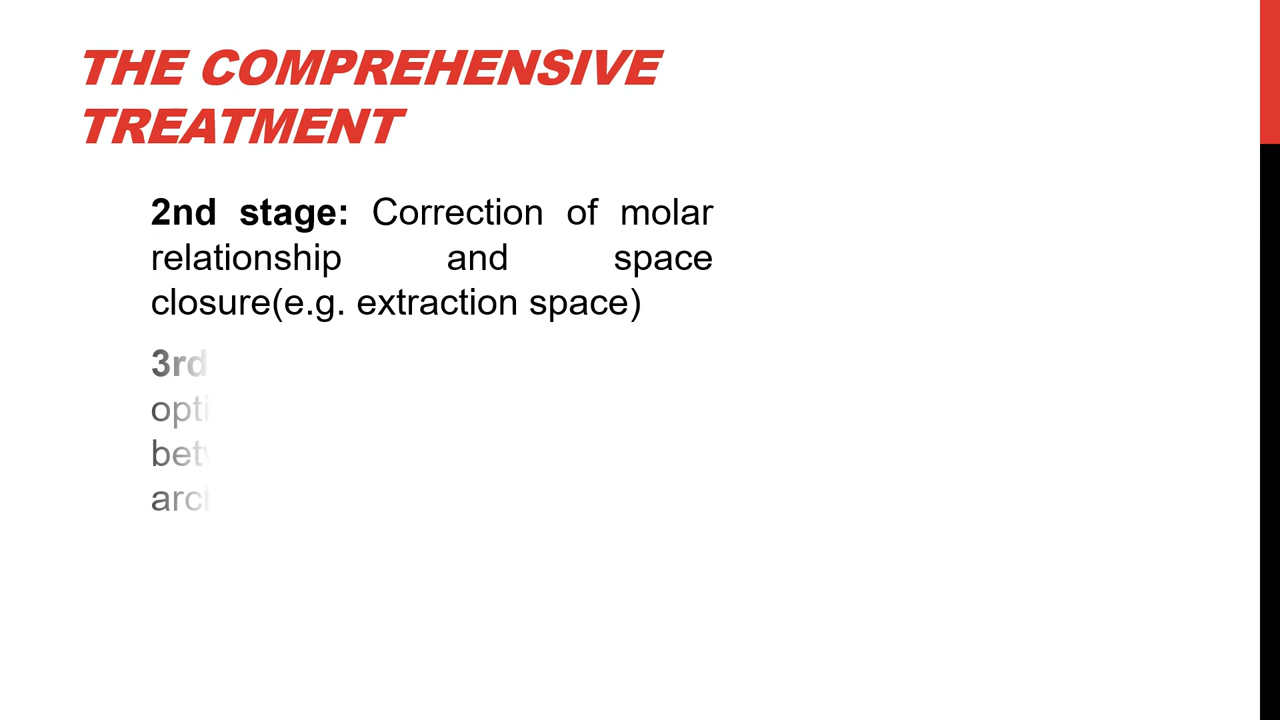 THE COMPREHENSIVE
TREATMENT
2nd stage: Correction of molar
relationship and space
closure(e.g. extraction space)
3rd